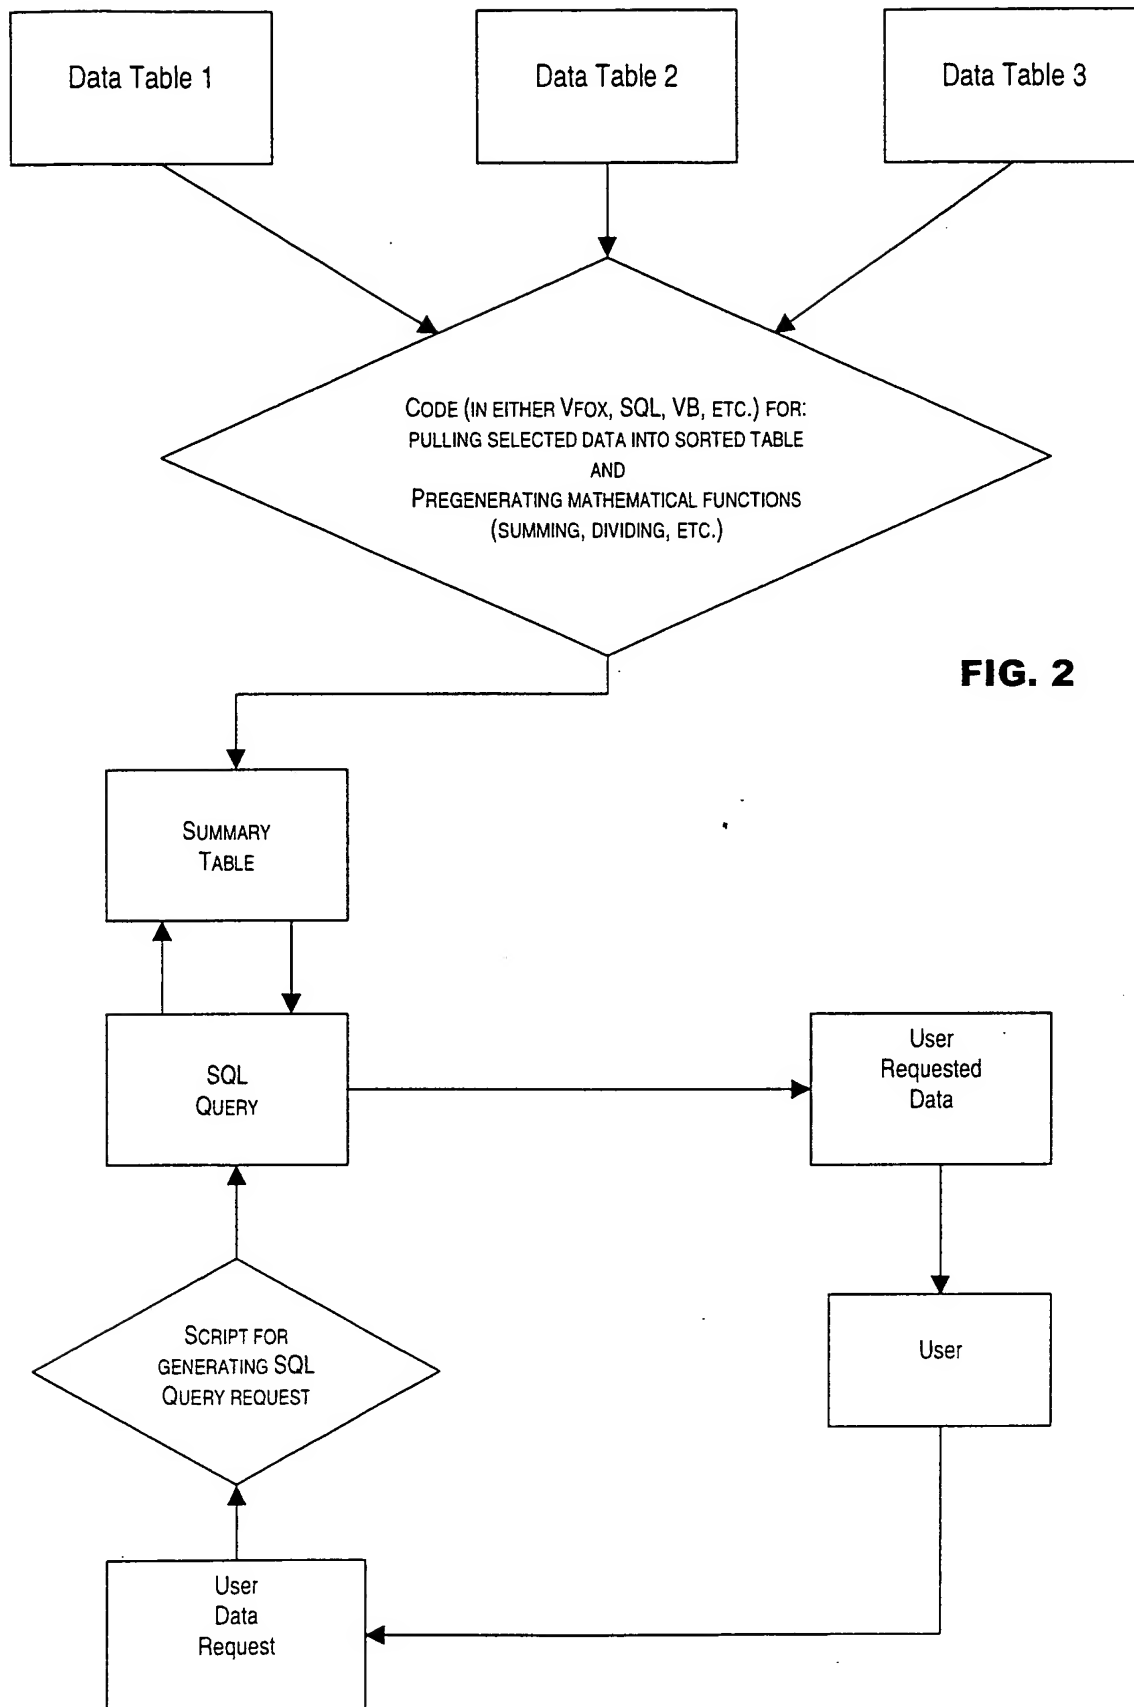 Data Table 1
Data Table 2
Data Table 3
CODE (IN EITHER VFOX, SQL, VB, ETC.) FOR:
PULLING SELECTED DATA INTO SORTED TABLE
AND
PREGENERATING MATHEMATICAL FUNCTIONS
(SUMMING, DIVIDING, ETC.)
FIG. 2
SUMMARY
TABLE
SQL
QUERY
User
Requested
Data
SCRIPT FOR
GENERATING SQL
QUERY REQUEST
User
User
Data
Request